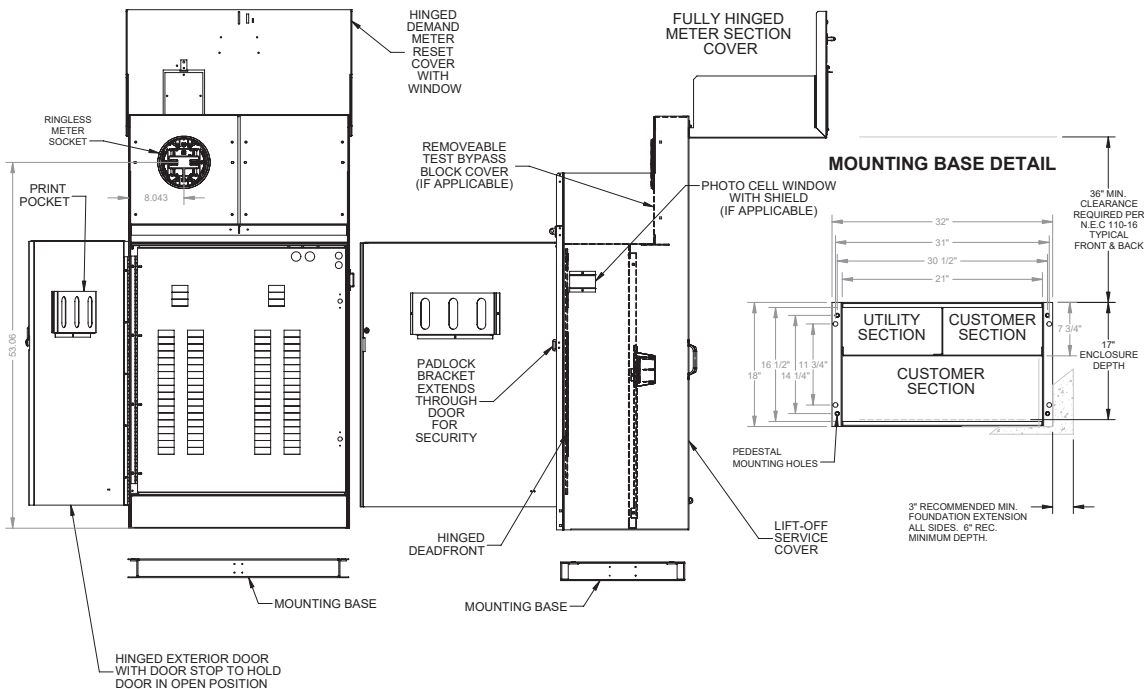 HINGED
DEMAND
METER
RESET
COVER
WITH
WINDOW
FULLY HINGED
METER SECTION
COVER
RINGLESS
METER
SOCKET
8.043
PRINT
POCKET
53.06
REMOVEABLE
TEST BYPASS
BLOCK COVER
(IF APPLICABLE)
PHOTO CELL WINDOW
WITH SHIELD
(IF APPLICABLE)
MOUNTING BASE DETAIL
36" MIN.
CLEARANCE
REQUIRED PER
N.E.C 110-16
TYPICAL
FRONT & BACK
32"
31"
30 1/2"
21"
UTILITY
SECTION
CUSTOMER
SECTION
CUSTOMER
SECTION
7 3/4"
17"
ENCLOSURE
DEPTH
18"
16 1/2"
14 1/4"
11 3/4"
PADLOCK
BRACKET
EXTENDS
THROUGH
DOOR
FOR
SECURITY
PEDESTAL
MOUNTING HOLES
3" RECOMMENDED MIN.
FOUNDATION EXTENSION
ALL SIDES. 6" REC.
MINIMUM DEPTH.
HINGED
DEADFRONT
LIFT-OFF
SERVICE
COVER
MOUNTING BASE
MOUNTING BASE
HINGED EXTERIOR DOOR
WITH DOOR STOP TO HOLD
DOOR IN OPEN POSITION